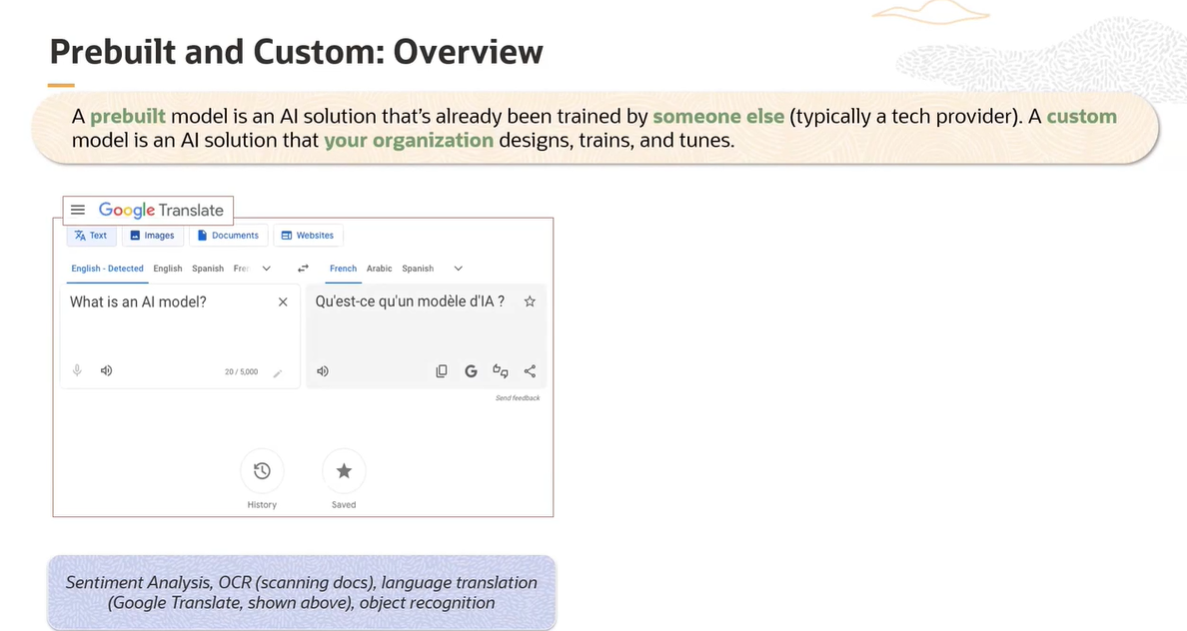 Prebuilt and Custom: Overview
A prebuilt model is an AI solution that's already been trained by someone else (typically a tech provider). A custom
model is an AI solution that your organization designs, trains, and tunes.
Google Translate
Text Images Documents Websites
English - Detected English Spanish Fre French Arabic Spanish
What is an AI model? Qu'est-ce qu'un modèle d'IA ?
20 / 5,000
Send feedback
History Saved
Sentiment Analysis, OCR (scanning docs), language translation
(Google Translate, shown above), object recognition